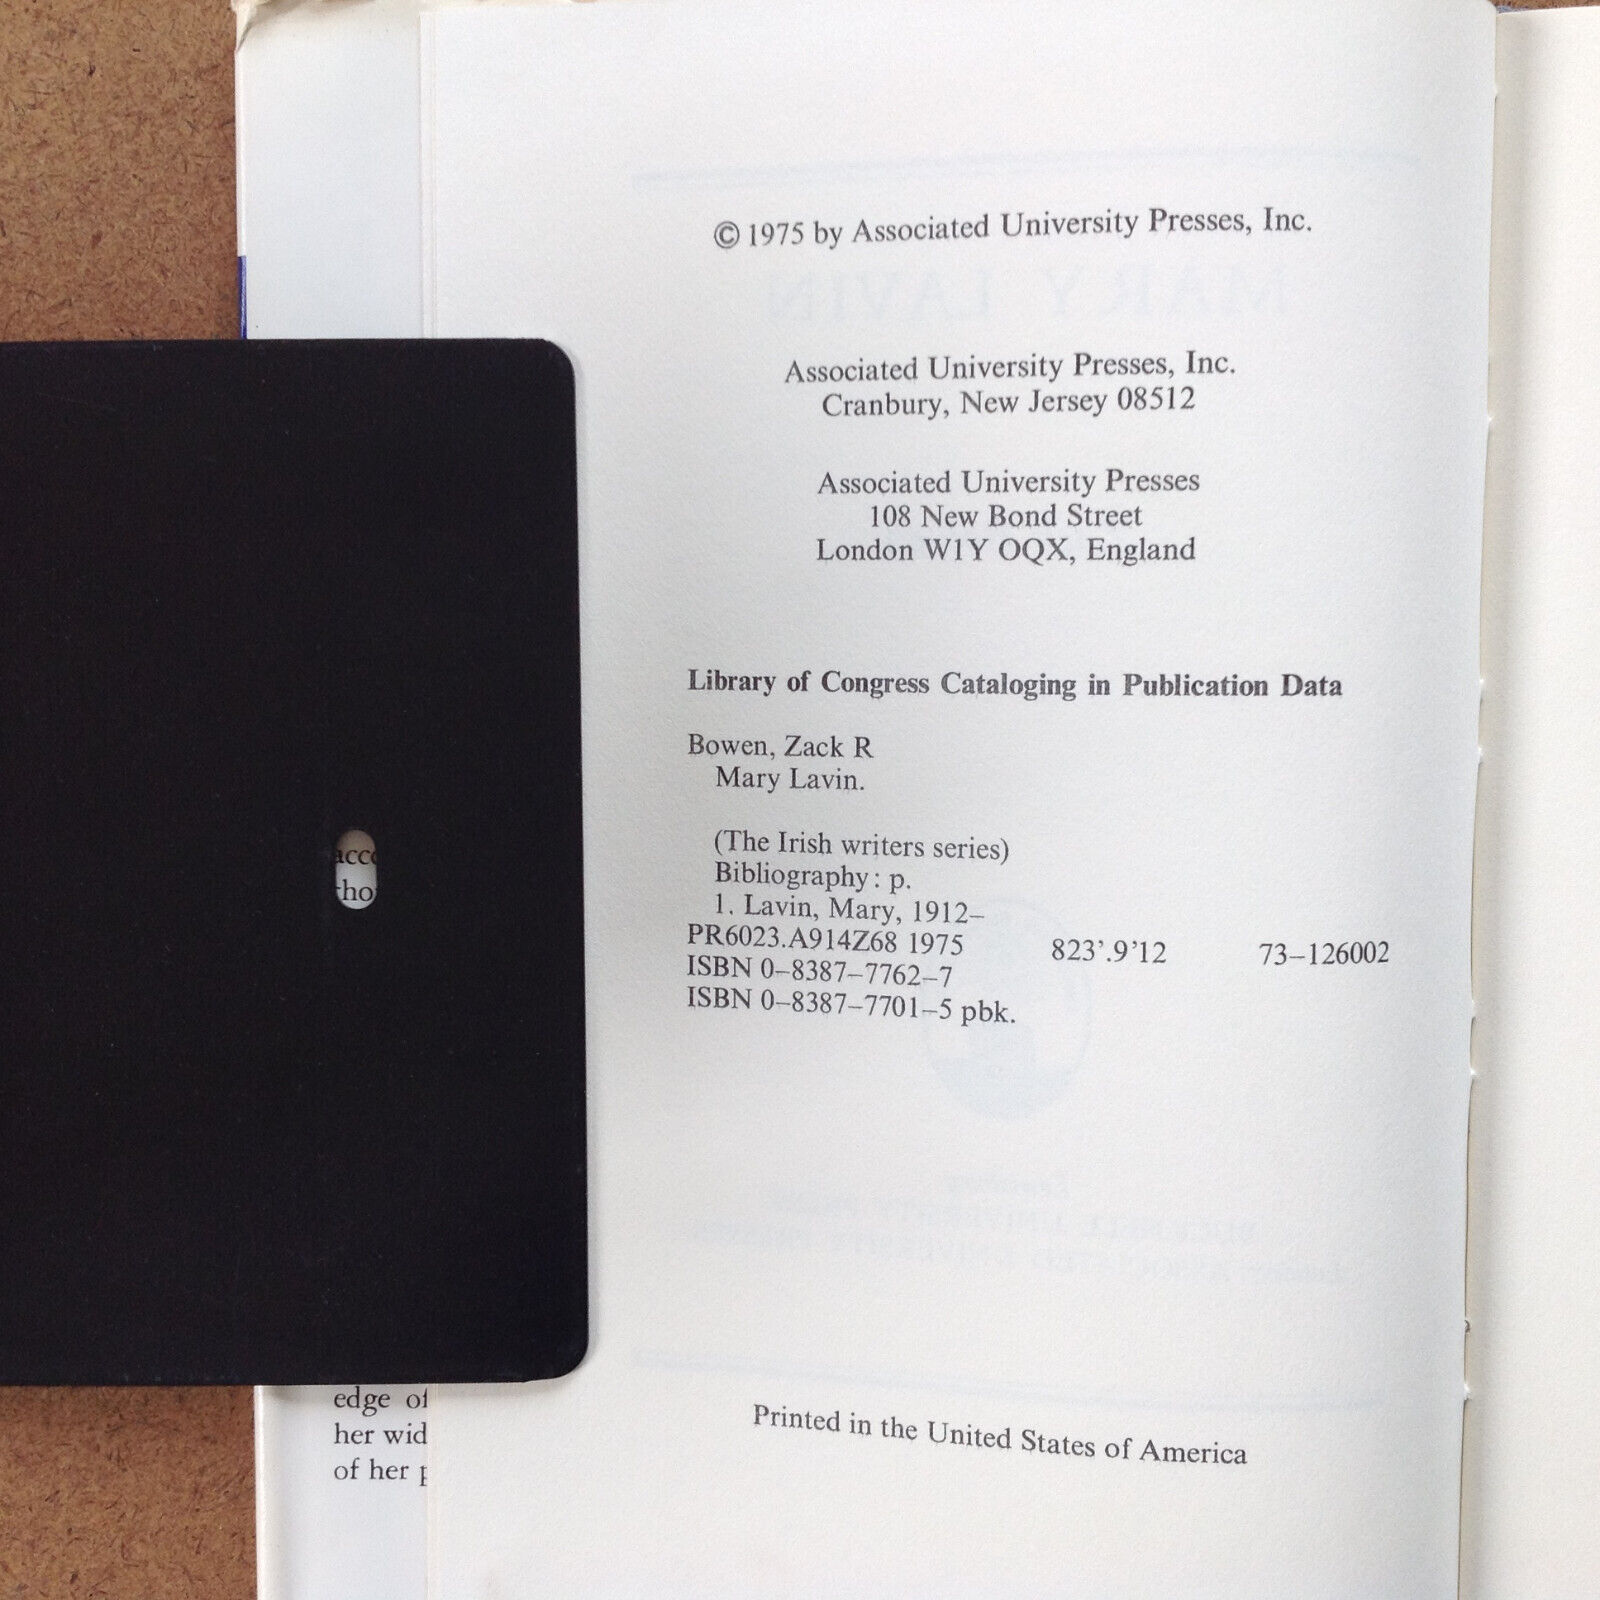 © 1975 by Associated University Presses, Inc.
MARY LAVIN
Associated University Presses, Inc.
Cranbury, New Jersey 08512
Associated University Presses
108 New Bond Street
London W1Y OQX, England
Library of Congress Cataloging in Publication Data
Bowen, Zack R
Mary Lavin.
(The Irish writers series)
Bibliography: p.
1. Lavin, Mary, 1912–
PR6023.A914Z68 1975 823'.9'12 73–126002
ISBN 0–8387–7762–7
ISBN 0–8387–7701–5 pbk.
Printed in the United States of America
edge of
her wid
of her